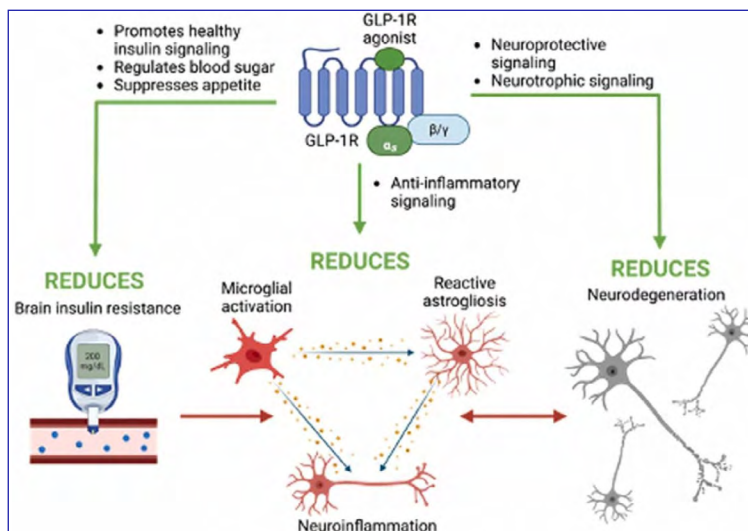 • Promotes healthy
insulin signaling
• Regulates blood sugar
• Suppresses appetite
GLP-1R
agonist
• Neuroprotective
signaling
• Neurotrophic signaling
GLP-1R
αs
β/γ
• Anti-inflammatory
signaling
REDUCES
Brain insulin resistance
200
mg/dL
REDUCES
Microglial
activation
Reactive
astrogliosis
Neuroinflammation
REDUCES
Neurodegeneration